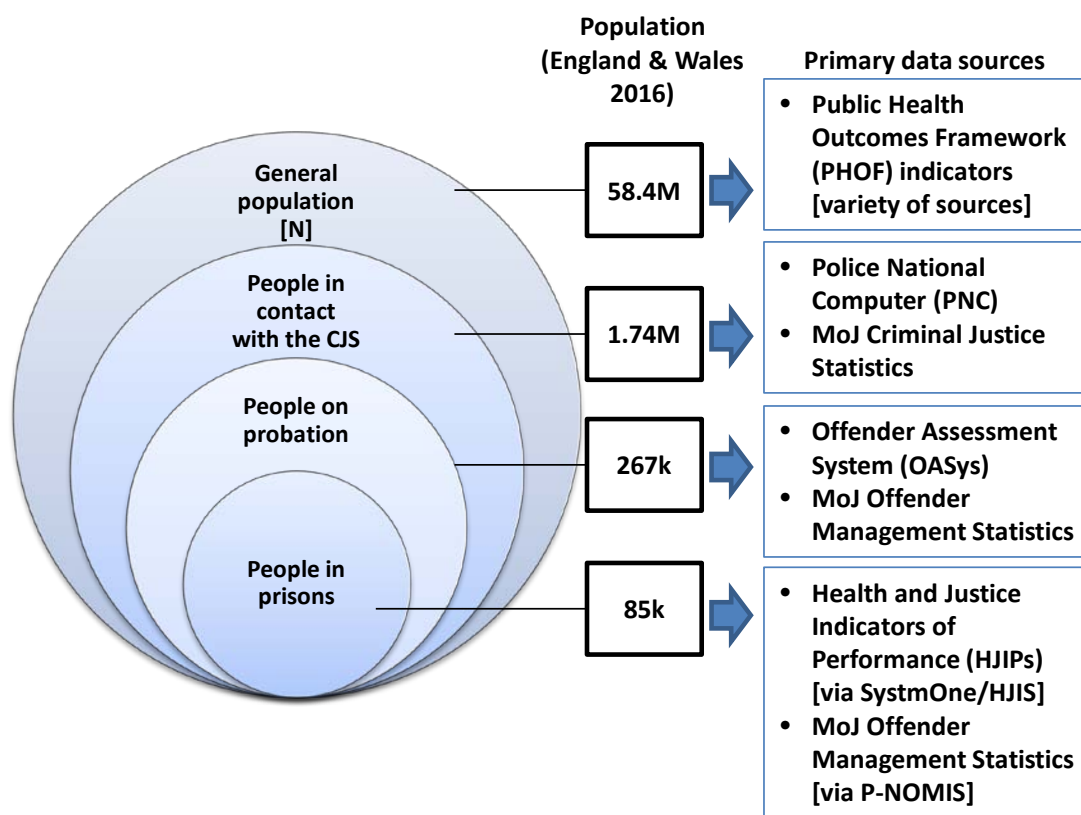 Population
(England & Wales
2016)
Primary data sources
General
population
[N]
58.4M
• Public Health
Outcomes Framework
(PHOF) indicators
[variety of sources]
People in
contact
with the CJS
1.74M
• Police National
Computer (PNC)
• MoJ Criminal Justice
Statistics
People on
probation
267k
• Offender Assessment
System (OASys)
• MoJ Offender
Management Statistics
People in
prisons
85k
• Health and Justice
Indicators of
Performance (HJIPs)
[via SystmOne/HJIS]
• MoJ Offender
Management Statistics
[via P-NOMIS]